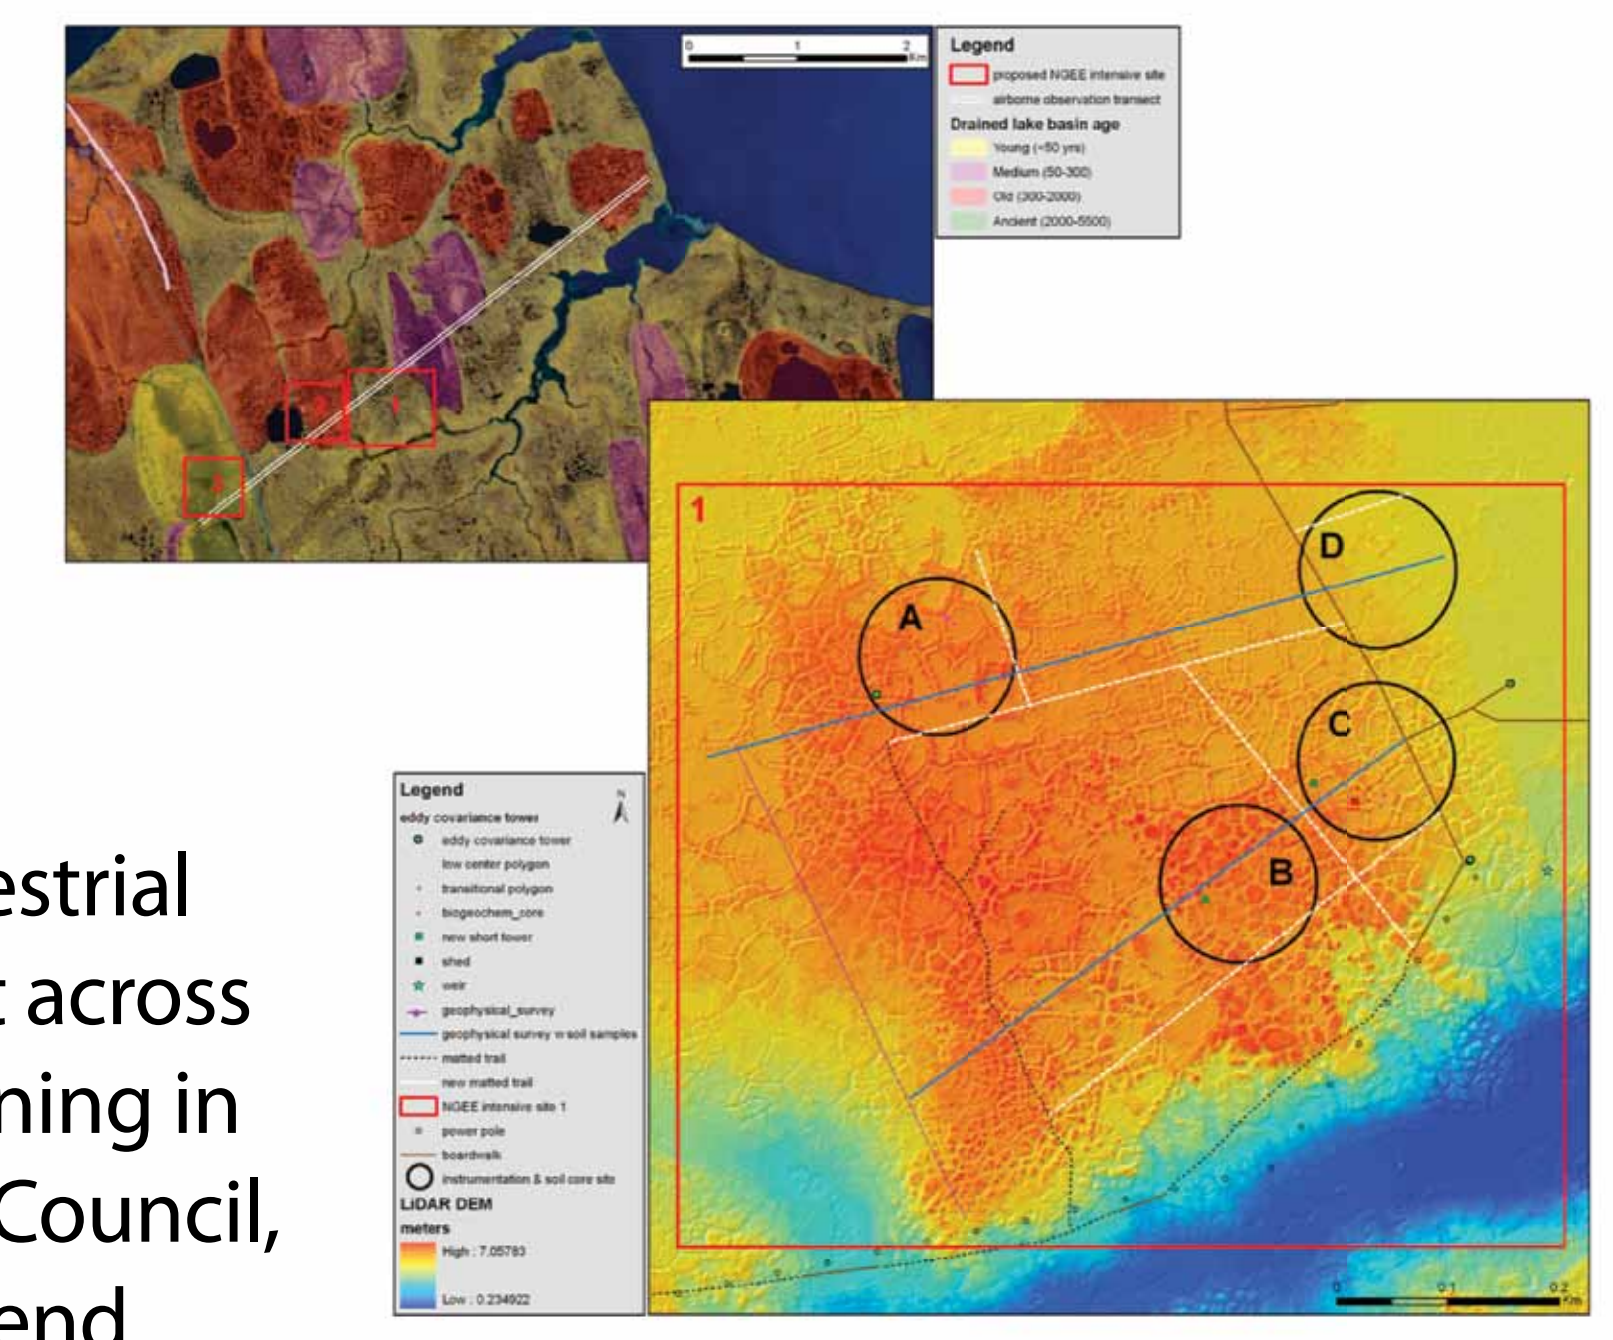 0 1 2
Km
Legend
proposed NGEE intensive site
airborne observation transect
Drained lake basin age
Young (<50 yrs)
Medium (50-300)
Old (300-2000)
Ancient (2000-5500)
1
1
A
D
C
B
Legend
N
eddy covariance tower
eddy covariance tower
low center polygon
transitional polygon
biogeochem_core
new short tower
shed
weir
geophysical_survey
geophysical survey w soil samples
matted trail
new matted trail
NGEE intensive site 1
power pole
boardwalk
instrumentation & soil core site
LiDAR DEM
meters
High : 7.05783
Low : 0.234922
0 0.1 0.2
Km
estrial
t across
ning in
Council,
end